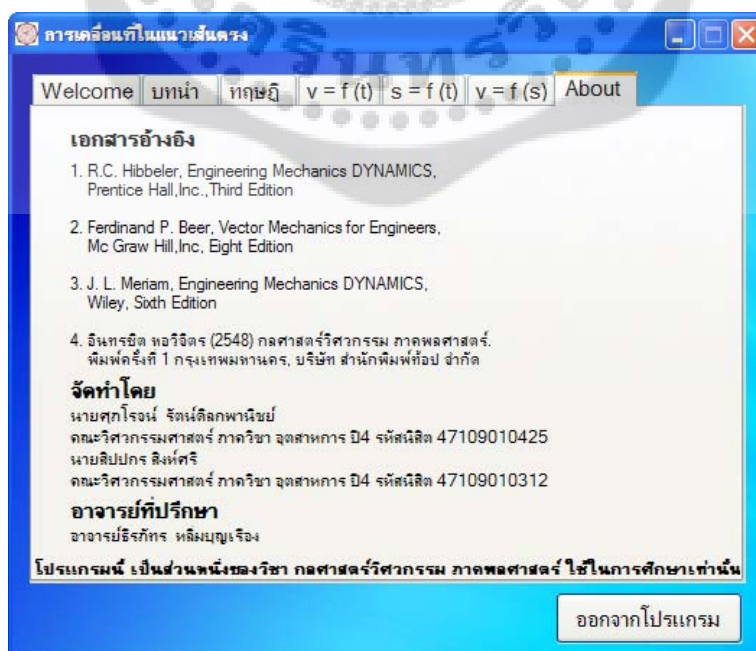 การเคลื่อนที่ในแนวเส้นตรง
Welcome บทนำ ทฤษฎี v = f (t) s = f (t) v = f (s) About
เอกสารอ้างอิง
1. R.C. Hibbeler, Engineering Mechanics DYNAMICS,
Prentice Hall,Inc.,Third Edition
2. Ferdinand P. Beer, Vector Mechanics for Engineers,
Mc Graw Hill,Inc, Eight Edition
3. J. L. Meriam, Engineering Mechanics DYNAMICS,
Wiley, Sixth Edition
4. อินทรชิต หอวิจิตร (2548) กลศาสตร์วิศวกรรม ภาคพลศาสตร์.
พิมพ์ครั้งที่ 1 กรุงเทพมหานคร, บริษัท สำนักพิมพ์ท้อป จำกัด
จัดทำโดย
นายศุภโรจน์ รัตน์ดิลกพานิชย์
คณะวิศวกรรมศาสตร์ ภาควิชา อุตสาหการ ปี4 รหัสนิสิต 47109010425
นายสิปปกร สิงห์ศรี
คณะวิศวกรรมศาสตร์ ภาควิชา อุตสาหการ ปี4 รหัสนิสิต 47109010312
อาจารย์ที่ปรึกษา
อาจารย์ธีรภัทร หลิ่มบุญเรือง
โปรแกรมนี้ เป็นส่วนหนึ่งของวิชา กลศาสตร์วิศวกรรม ภาคพลศาสตร์ ใช้ในการศึกษาเท่านั้น
ออกจากโปรแกรม